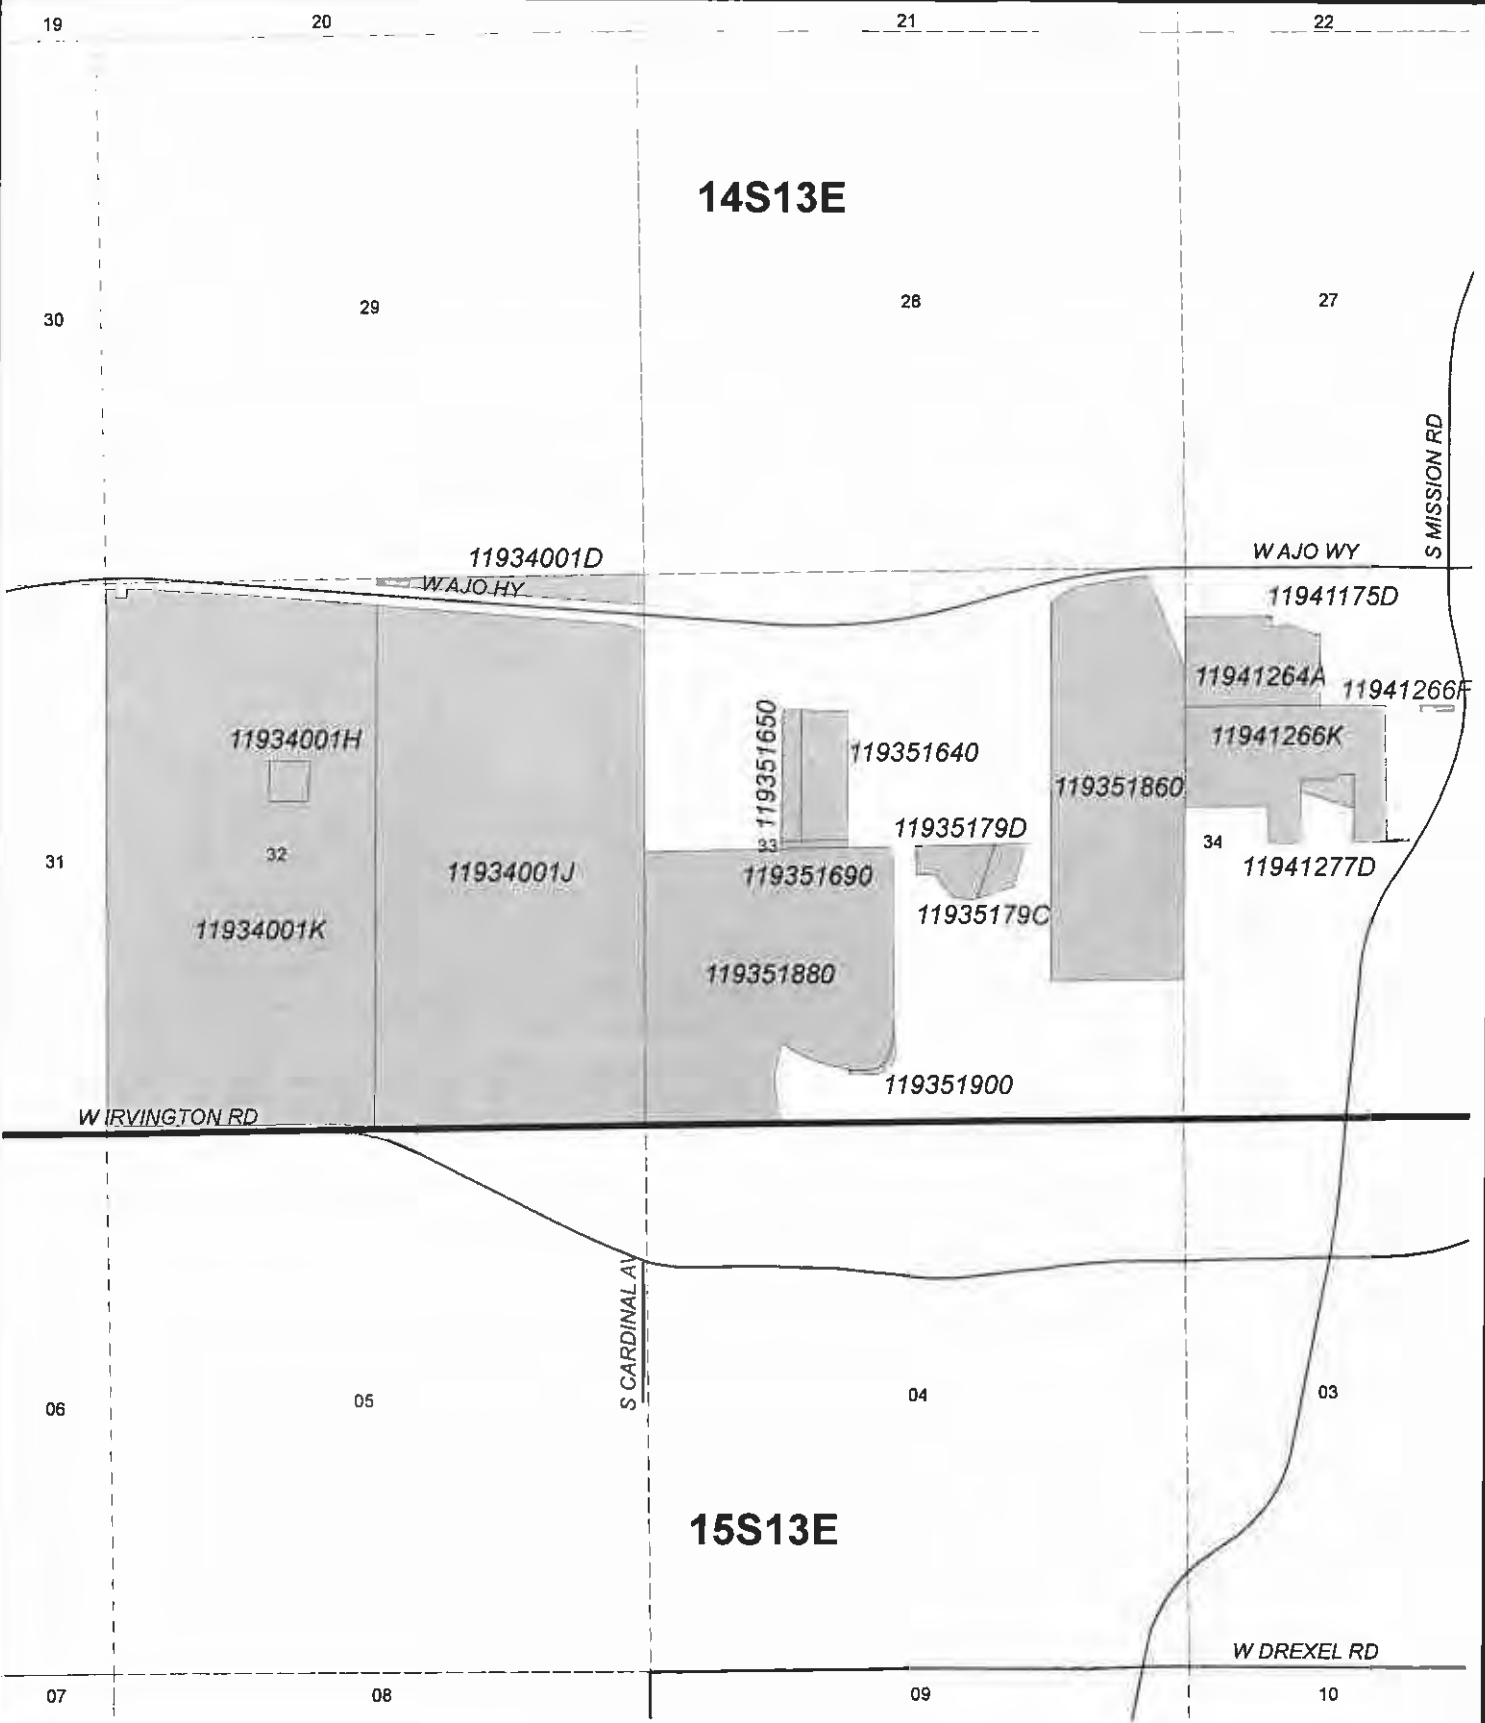 19 20 21 22
14S13E
30 29 28 27
S MISSION RD
11934001D W AJO WY
W AJO HY
11941175D
11941264A 11941266F
119351650
11934001H 119351640 11941266K
119351860
11935179D
31 32 33 34
11934001J 119351690 11941277D
11935179C
11934001K
119351880
119351900
W IRVINGTON RD
S CARDINAL AV
06 05 04 03
15S13E
W DREXEL RD
07 08 09 10